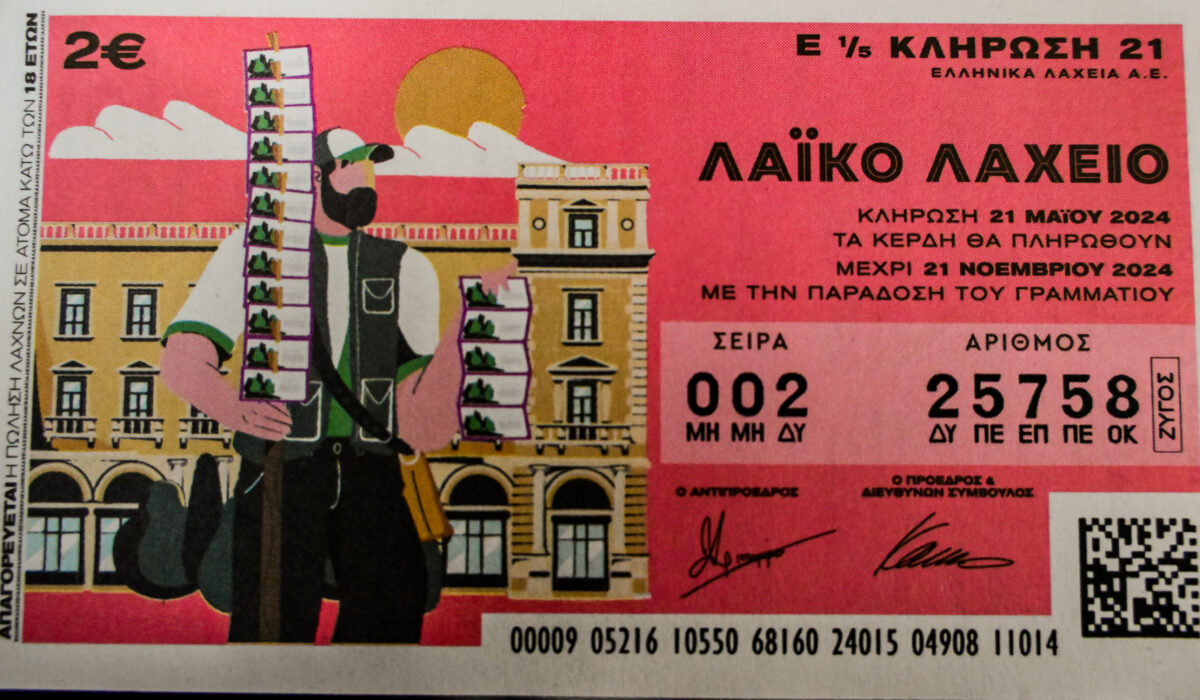 ΑΠΑΓΟΡΕΥΕΤΑΙ Η ΠΩΛΗΣΗ ΛΑΧΝΩΝ ΣΕ ΑΤΟΜΑ ΚΑΤΩ ΤΩΝ 18 ΕΤΩΝ
2€
Ε 1/5 ΚΛΗΡΩΣΗ 21
ΕΛΛΗΝΙΚΑ ΛΑΧΕΙΑ Α.Ε.
ΛΑΪΚΟ ΛΑΧΕΙΟ
ΚΛΗΡΩΣΗ 21 ΜΑΪΟΥ 2024
ΤΑ ΚΕΡΔΗ ΘΑ ΠΛΗΡΩΘΟΥΝ
ΜΕΧΡΙ 21 ΝΟΕΜΒΡΙΟΥ 2024
ΜΕ ΤΗΝ ΠΑΡΑΔΟΣΗ ΤΟΥ ΓΡΑΜΜΑΤΙΟΥ
ΣΕΙΡΑ ΑΡΙΘΜΟΣ
002 25758
ΜΗ ΜΗ ΔΥ ΔΥ ΠΕ ΕΠ ΠΕ ΟΚ
ΖΥΓΟΣ
Ο ΑΝΤΙΠΡΟΕΔΡΟΣ
Ο ΠΡΟΕΔΡΟΣ &
ΔΙΕΥΘΥΝΩΝ ΣΥΜΒΟΥΛΟΣ
00009 05216 10550 68160 24015 04908 11014